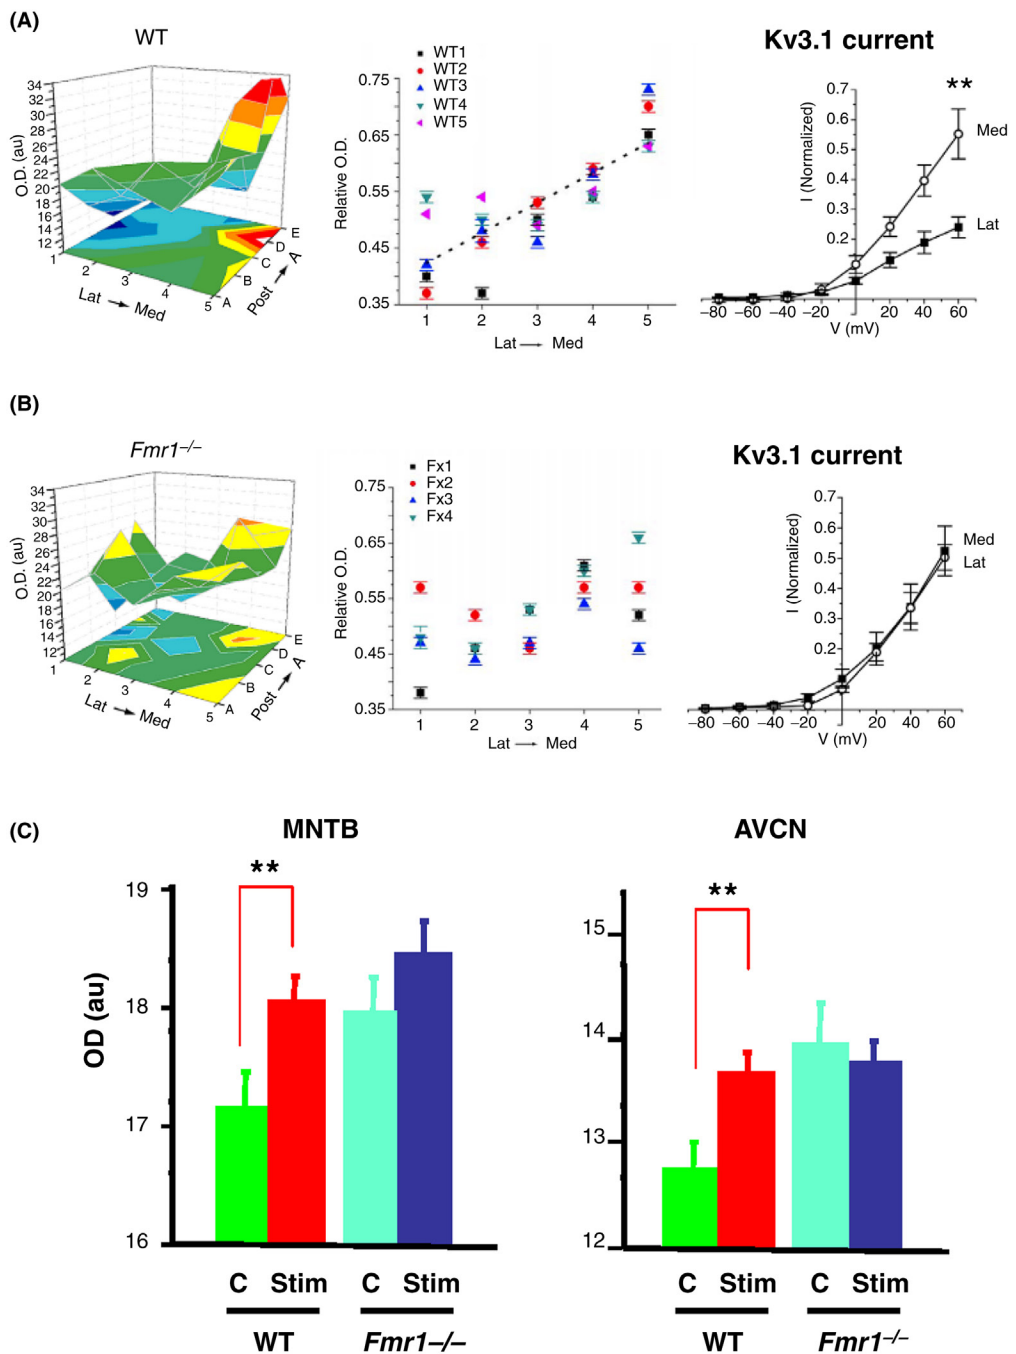 (A)
WT
Kv3.1 current
34
32
30
28
26
24
22
20
18
16
14
12
O.D. (au)
1
2
3
4
5
Lat → Med
A
B
C
D
E
Post → A
WT1
WT2
WT3
WT4
WT5
0.75
0.65
0.55
0.45
0.35
Relative O.D.
1 2 3 4 5
Lat → Med
**
0.7
0.6
0.5
0.4
0.2
I (Normalized)
Med
Lat
−80 −60 −40 −20 20 40 60
V (mV)
(B)
Fmr1−/−
Kv3.1 current
34
32
30
28
26
24
22
20
18
16
14
12
O.D. (au)
1
2
3
4
5
Lat → Med
A
B
C
D
E
Post → A
Fx1
Fx2
Fx3
Fx4
0.75
0.65
0.55
0.45
0.35
Relative O.D.
1 2 3 4 5
Lat → Med
0.7
0.6
0.5
0.4
0.2
I (Normalized)
Med
Lat
−80 −60 −40 −20 20 40 60
V (mV)
(C)
MNTB
AVCN
**
19
18
17
16
OD (au)
C Stim C Stim
WT Fmr1−/−
**
15
14
13
12
C Stim C Stim
WT Fmr1−/−